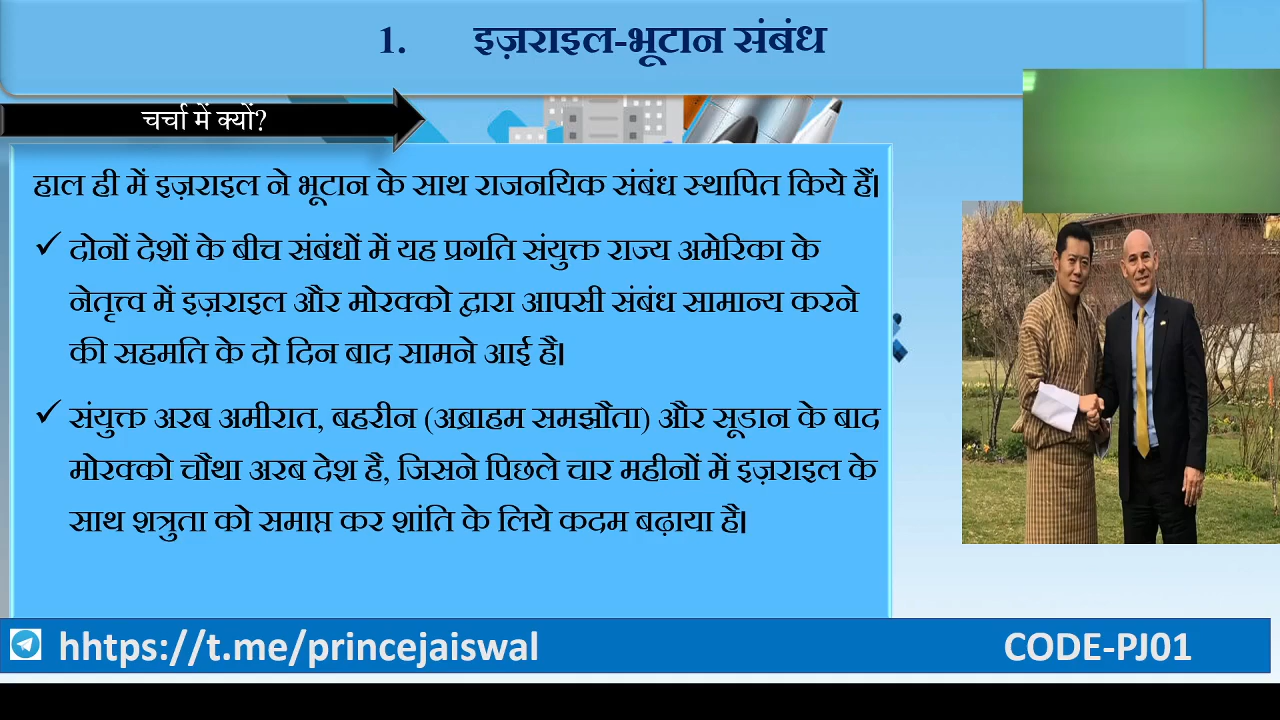 1. इज़राइल-भूटान संबंध
चर्चा में क्यों?
हाल ही में इज़राइल ने भूटान के साथ राजनयिक संबंध स्थापित किये हैं।
दोनों देशों के बीच संबंधों में यह प्रगति संयुक्त राज्य अमेरिका के
नेतृत्त्व में इज़राइल और मोरक्को द्वारा आपसी संबंध सामान्य करने
की सहमति के दो दिन बाद सामने आई है।
संयुक्त अरब अमीरात, बहरीन (अब्राहम समझौता) और सूडान के बाद
मोरक्को चौथा अरब देश है, जिसने पिछले चार महीनों में इज़राइल के
साथ शत्रुता को समाप्त कर शांति के लिये कदम बढ़ाया है।
hhtps://t.me/princejaiswal
CODE-PJ01